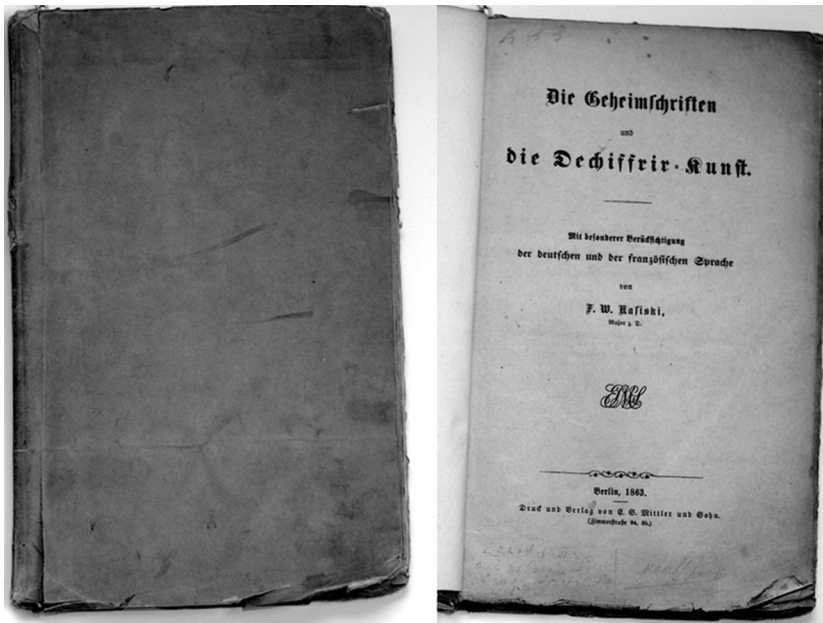 Die Geheimſchriften
und
die Dechiffrir-Kunſt.
Mit beſonderer Berückſichtigung
der deutſchen und der franzöſiſchen Sprache
von
F. W. Kaſiski,
Major z. D.
Berlin, 1863.
Druck und Verlag von E. S. Mittler und Sohn.
(Zimmerſtraße 84. 85.)